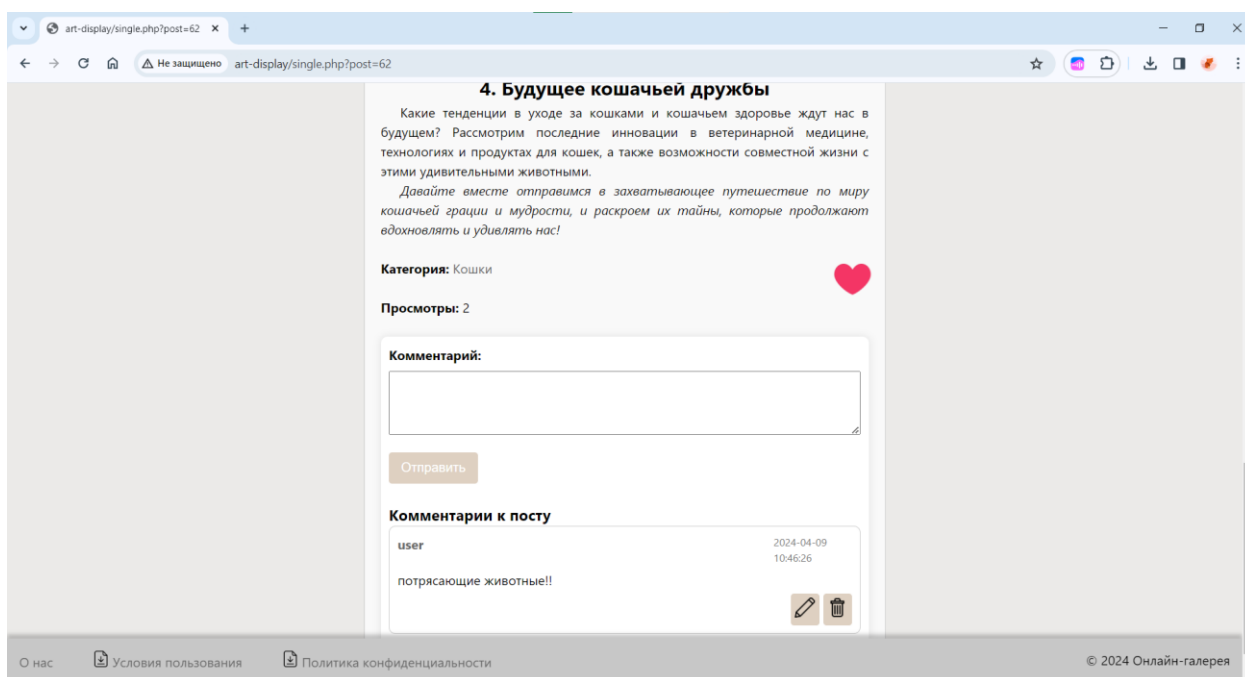 art-display/single.php?post=62
Не защищено art-display/single.php?post=62
4. Будущее кошачьей дружбы
Какие тенденции в уходе за кошками и кошачьем здоровье ждут нас в
будущем? Рассмотрим последние инновации в ветеринарной медицине,
технологиях и продуктах для кошек, а также возможности совместной жизни с
этими удивительными животными.
Давайте вместе отправимся в захватывающее путешествие по миру
кошачьей грации и мудрости, и раскроем их тайны, которые продолжают
вдохновлять и удивлять нас!
Категория: Кошки
Просмотры: 2
Комментарий:
Отправить
Комментарии к посту
user 2024-04-09
10:46:26
потрясающие животные!!
О нас Условия пользования Политика конфиденциальности © 2024 Онлайн-галерея